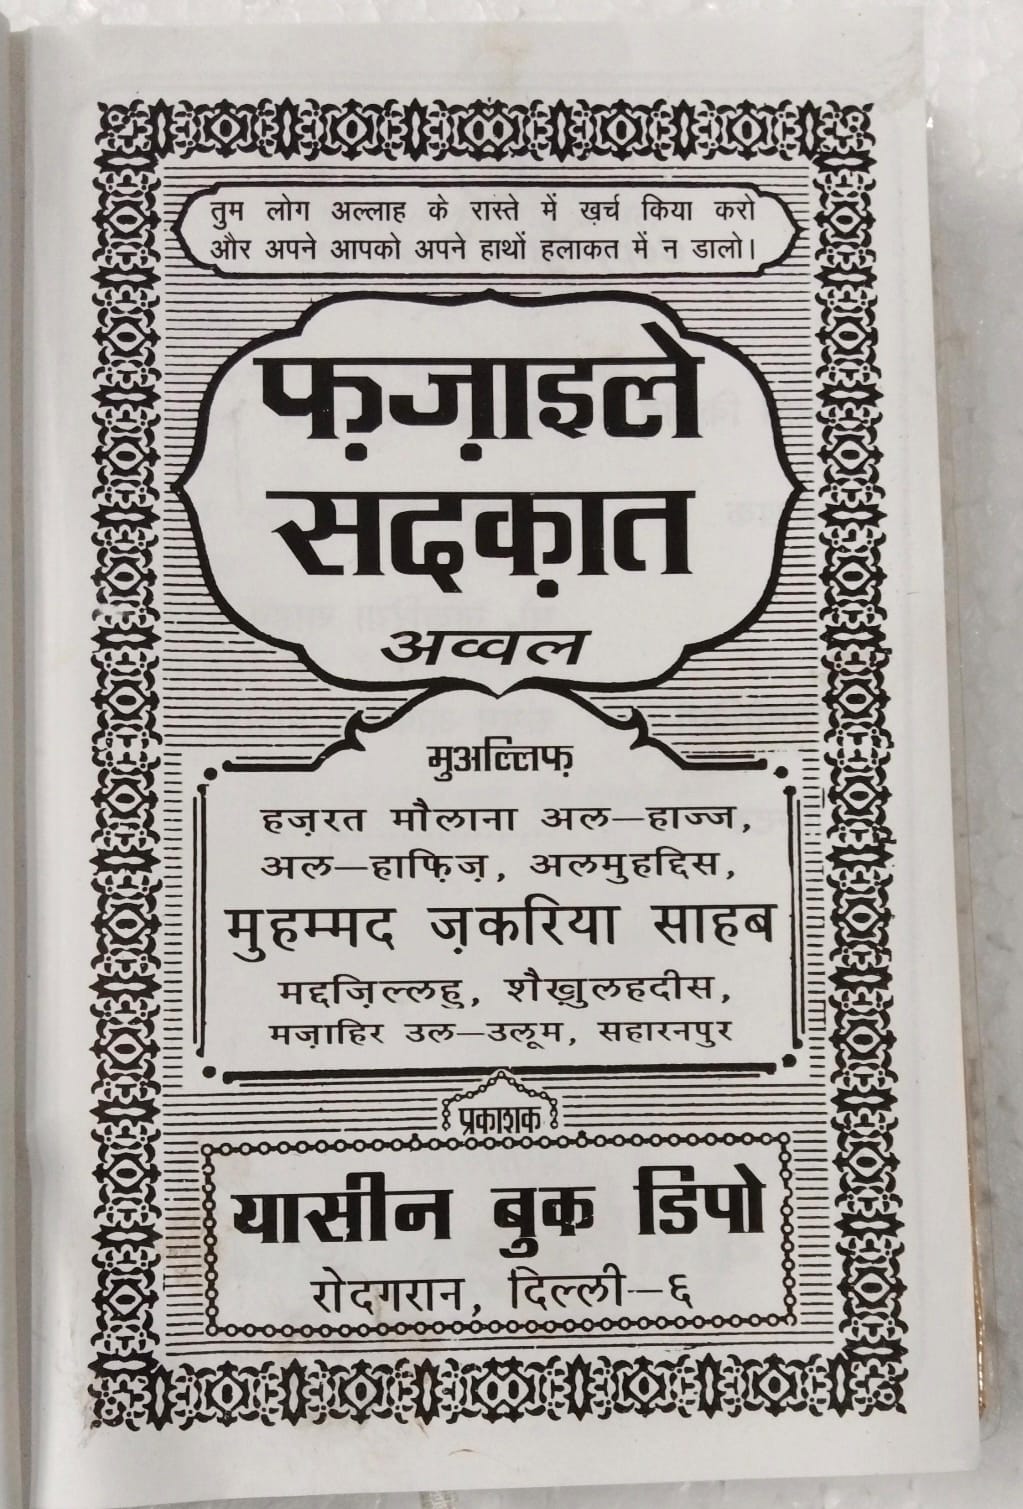 तुम लोग अल्लाह के रास्ते में ख़र्च किया करो
और अपने आपको अपने हाथों हलाकत में न डालो।
फ़ज़ाइले
सदक़ात
अव्वल
मुअल्लिफ़
हज़रत मौलाना अल—हाज्ज,
अल—हाफ़िज़, अलमुहद्दिस,
मुहम्मद ज़करिया साहब
मद्दज़िल्लहु, शैख़ुलहदीस,
मज़ाहिर उल—उलूम, सहारनपुर
प्रकाशक
यासीन बुक डिपो
रोदगरान, दिल्ली—६